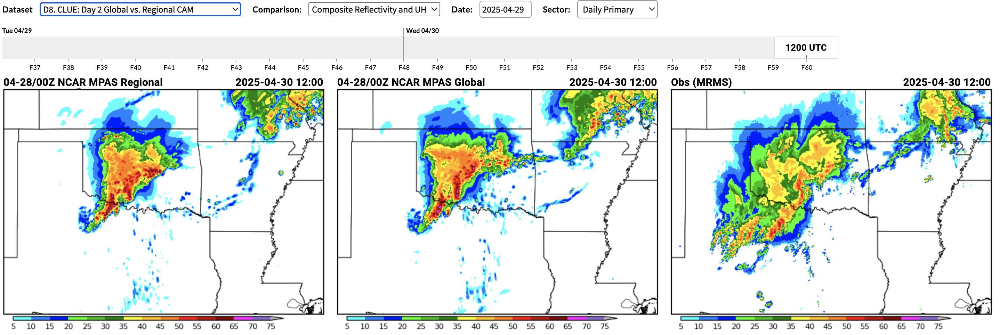 Dataset D8. CLUE: Day 2 Global vs. Regional CAM Comparison: Composite Reflectivity and UH Date: 2025-04-29 Sector: Daily Primary
Tue 04/29 Wed 04/30
1200 UTC
F37 F38 F39 F40 F41 F42 F43 F44 F45 F46 F47 F48 F49 F50 F51 F52 F53 F54 F55 F56 F57 F58 F59 F60
04-28/00Z NCAR MPAS Regional 2025-04-30 12:00 04-28/00Z NCAR MPAS Global 2025-04-30 12:00 Obs (MRMS) 2025-04-30 12:00
5 10 15 20 25 30 35 40 45 50 55 60 65 70 75 5 10 15 20 25 30 35 40 45 50 55 60 65 70 75 5 10 15 20 25 30 35 40 45 50 55 60 65 70 75